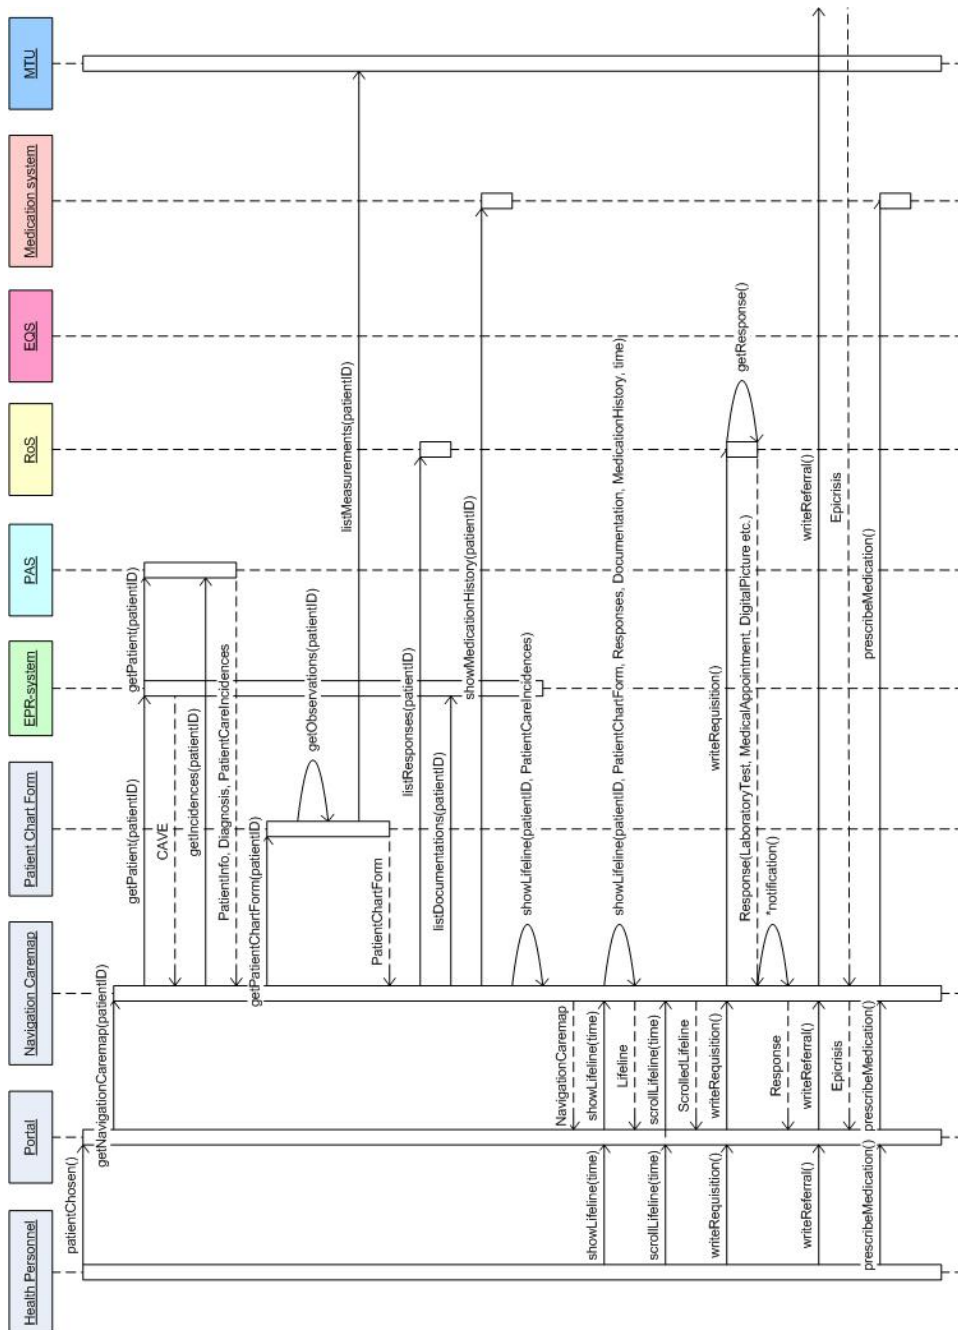 Health Personnel
Portal
Navigation Caremap
Patient Chart Form
EPR-system
PAS
RoS
EQS
Medication system
MTU
patientChosen()
getNavigationCaremap(patientID)
getPatient(patientID)
getPatient(patientID)
CAVE
getIncidences(patientID)
PatientInfo, Diagnosis, PatientCareIncidences
getPatientChartForm(patientID)
getObservations(patientID)
listMeasurements(patientID)
PatientChartForm
listResponses(patientID)
listDocumentations(patientID)
showMedicationHistory(patientID)
showLifeline(patientID, PatientCareIncidences)
NavigationCaremap
showLifeline(time)
showLifeline(time)
showLifeline(patientID, PatientChartForm, Responses, Documentation, MedicationHistory, time)
Lifeline
scrollLifeline(time)
scrollLifeline(time)
ScrolledLifeline
writeRequisition()
writeRequisition()
writeRequisition()
getResponse()
Response(LaboratoryTest, MedicalAppointment, DigitalPicture etc.)
*notification()
Response
writeReferral()
writeReferral()
writeReferral()
Epicrisis
Epicrisis
prescribeMedication()
prescribeMedication()
prescribeMedication()